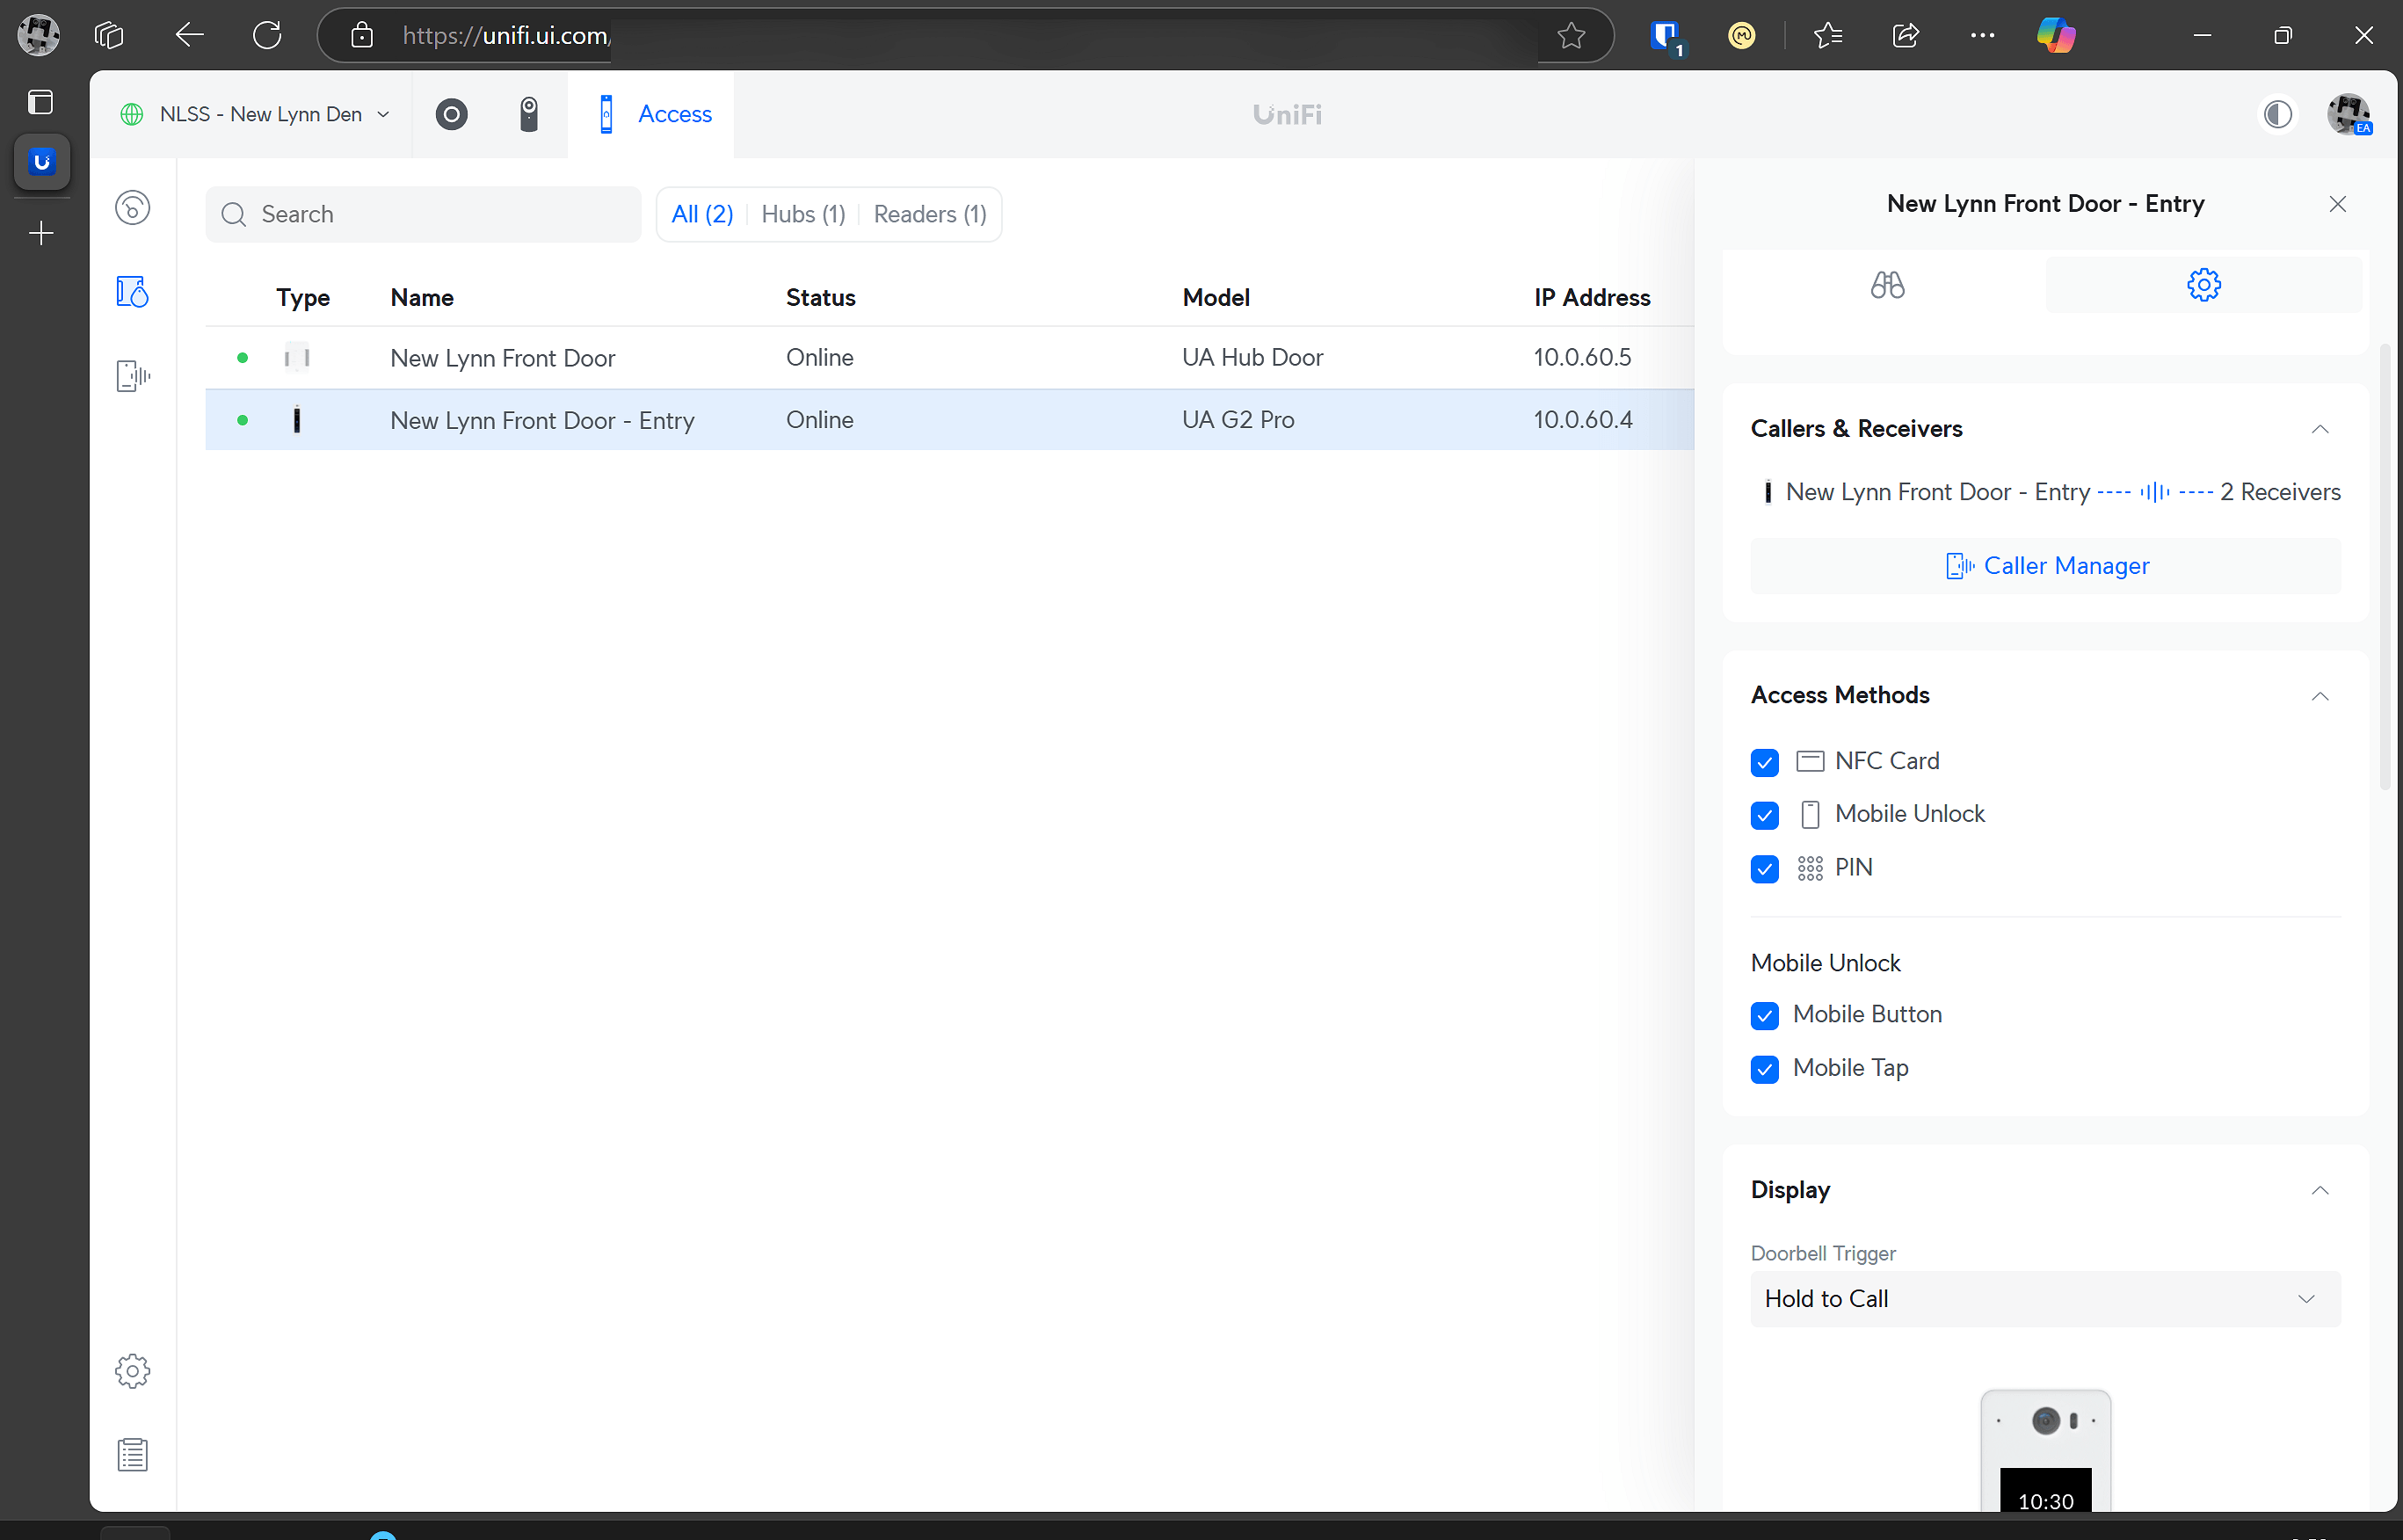 https://unifi.ui.com/
1
NLSS - New Lynn Den
Access
UniFi
EA
Search
All (2)
Hubs (1)
Readers (1)
Type Name Status Model IP Address
New Lynn Front Door Online UA Hub Door 10.0.60.5
New Lynn Front Door - Entry Online UA G2 Pro 10.0.60.4
New Lynn Front Door - Entry
Callers & Receivers
New Lynn Front Door - Entry 2 Receivers
Caller Manager
Access Methods
NFC Card
Mobile Unlock
PIN
Mobile Unlock
Mobile Button
Mobile Tap
Display
Doorbell Trigger
Hold to Call
10:30